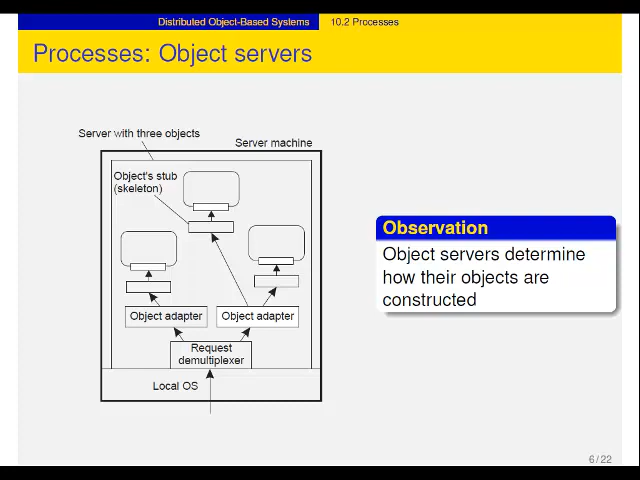 Distributed Object-Based Systems
10.2 Processes
Processes: Object servers
Server with three objects
Server machine
Object's stub
(skeleton)
Object adapter
Object adapter
Request
demultiplexer
Local OS
Observation
Object servers determine
how their objects are
constructed
6 / 22